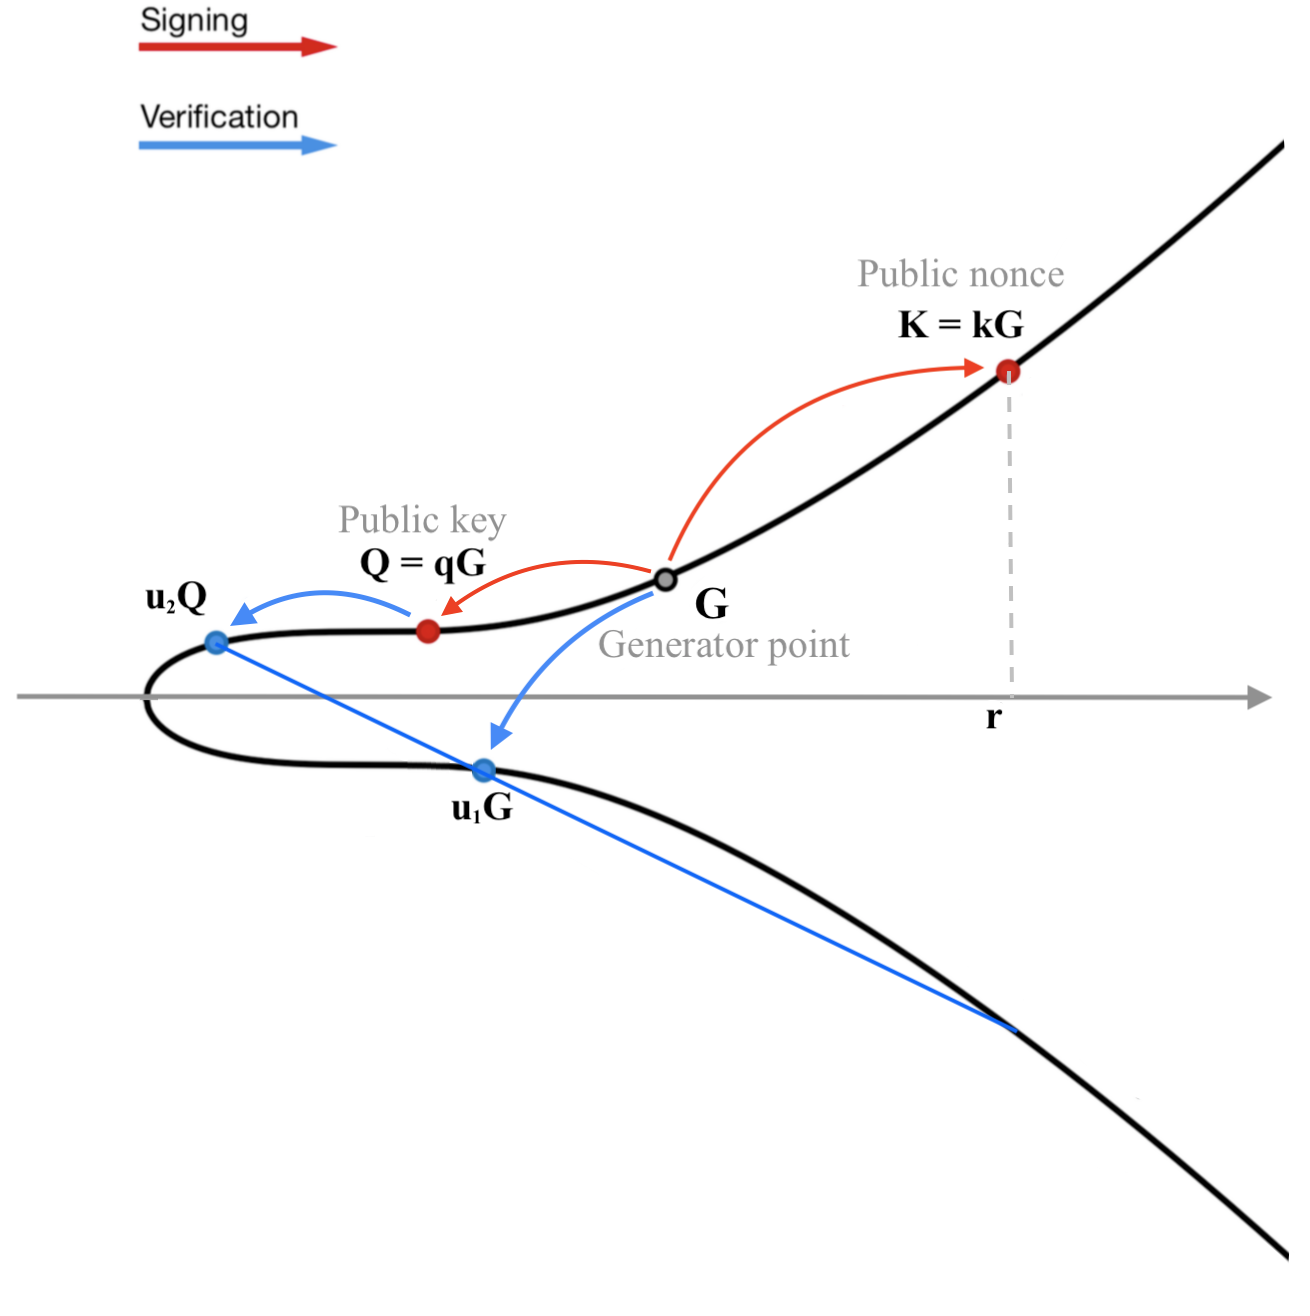 Signing
Verification
Public nonce
K = kG
Public key
Q = qG
u₂Q
G
Generator point
r
u₁G